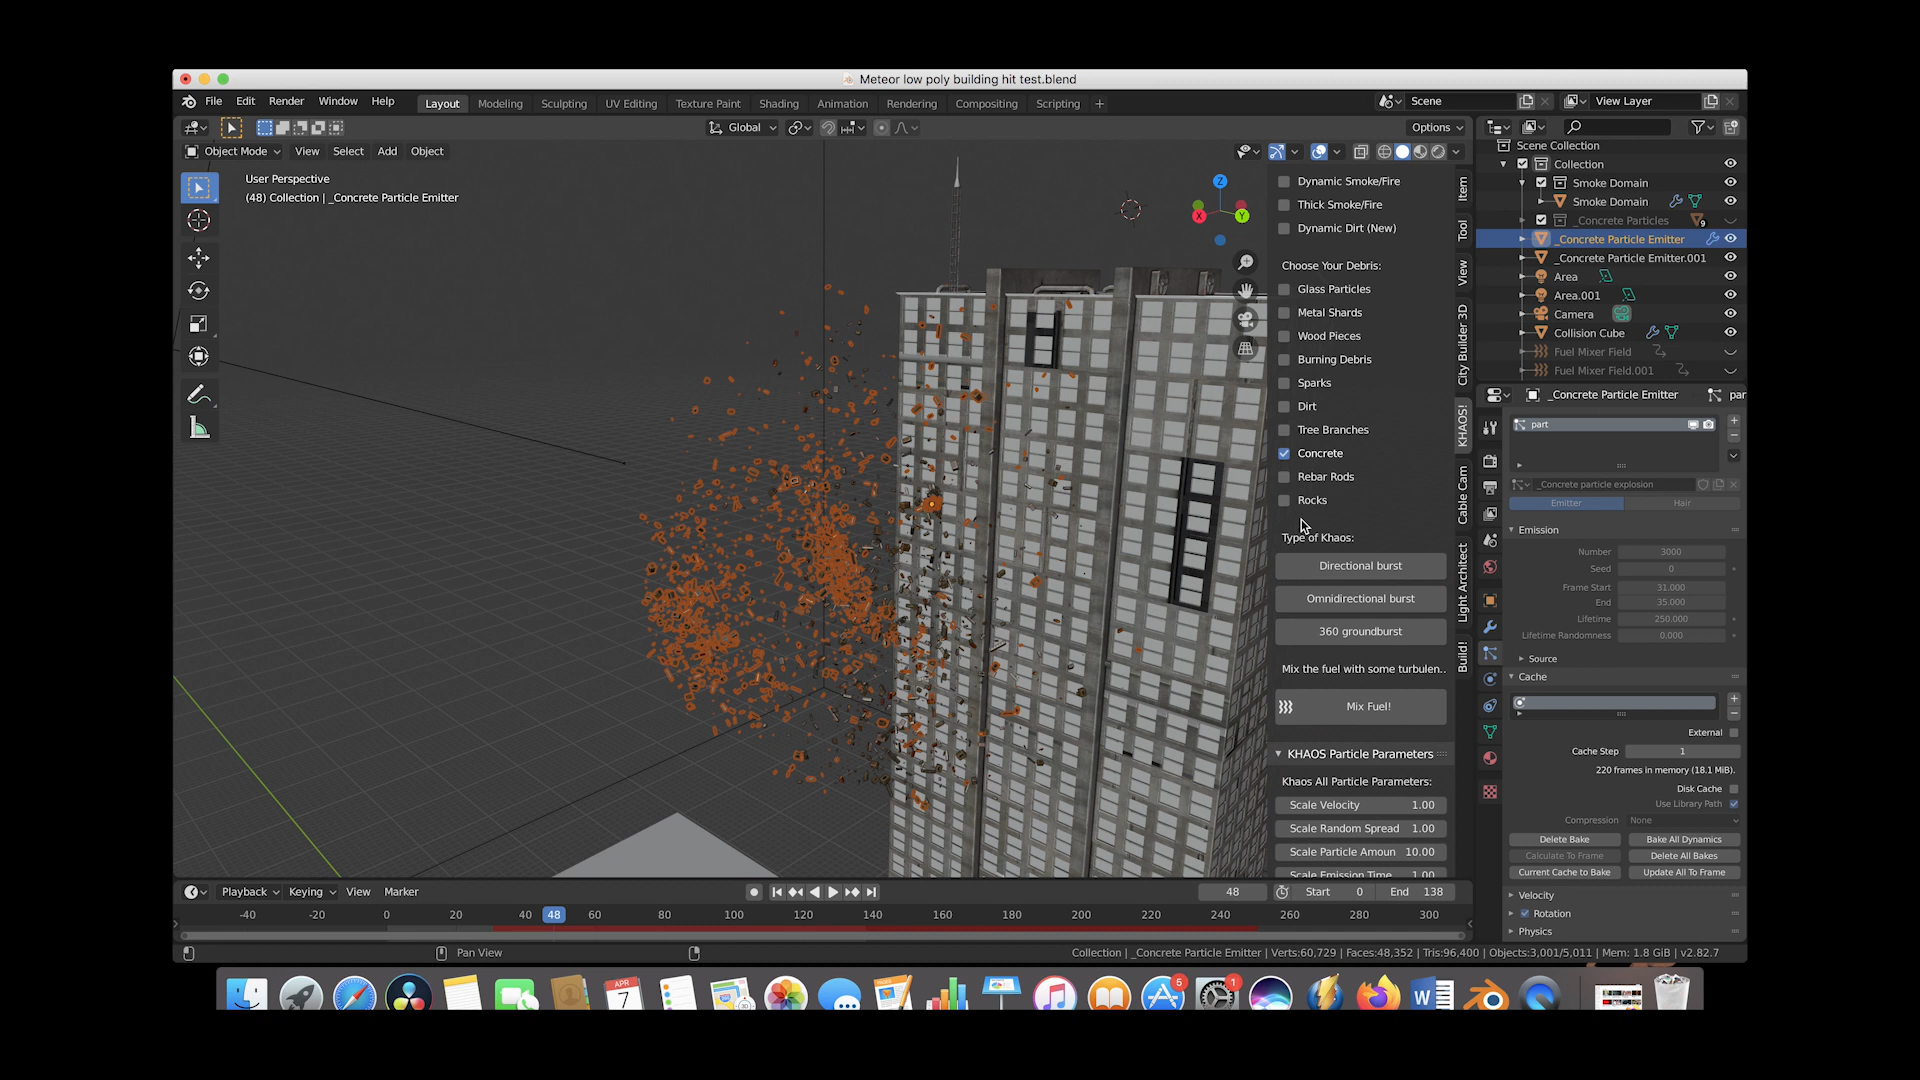 Meteor low poly building hit test.blend
File Edit Render Window Help
Layout Modeling Sculpting UV Editing Texture Paint Shading Animation Rendering Compositing Scripting +
Scene
View Layer
Global
Options
Object Mode View Select Add Object
User Perspective
(48) Collection | _Concrete Particle Emitter
Z
X
Y
Dynamic Smoke/Fire
Thick Smoke/Fire
Dynamic Dirt (New)
Choose Your Debris:
Glass Particles
Metal Shards
Wood Pieces
Burning Debris
Sparks
Dirt
Tree Branches
Concrete
Rebar Rods
Rocks
Type of Khaos:
Directional burst
Omnidirectional burst
360 groundburst
Mix the fuel with some turbulen..
Mix Fuel!
KHAOS Particle Parameters
Khaos All Particle Parameters:
Scale Velocity 1.00
Scale Random Spread 1.00
Scale Particle Amoun 10.00
Scale Emission Time 1.00
Item
Tool
View
City Builder 3D
KHAOS!
Cable Cam
Light Architect
Build!
Scene Collection
Collection
Smoke Domain
Smoke Domain
_Concrete Particles 9
_Concrete Particle Emitter
_Concrete Particle Emitter.001
Area
Area.001
Camera
Collision Cube
Fuel Mixer Field
Fuel Mixer Field.001
_Concrete Particle Emitter par
part
_Concrete particle explosion
Emitter Hair
Emission
Number 3000
Seed 0
Frame Start 31.000
End 35.000
Lifetime 250.000
Lifetime Randomness 0.000
Source
Cache
External
Cache Step 1
220 frames in memory (18.1 MiB).
Disk Cache
Use Library Path
Compression None
Delete Bake Bake All Dynamics
Calculate To Frame Delete All Bakes
Current Cache to Bake Update All To Frame
Velocity
Rotation
Physics
Playback Keying View Marker
48 Start 0 End 138
-40 -20 0 20 40 48 60 80 100 120 140 160 180 200 220 240 260 280 300
Pan View
Collection | _Concrete Particle Emitter | Verts:60,729 | Faces:48,352 | Tris:96,400 | Objects:3,001/5,011 | Mem: 1.8 GiB | v2.82.7
APR
7
5
1
W